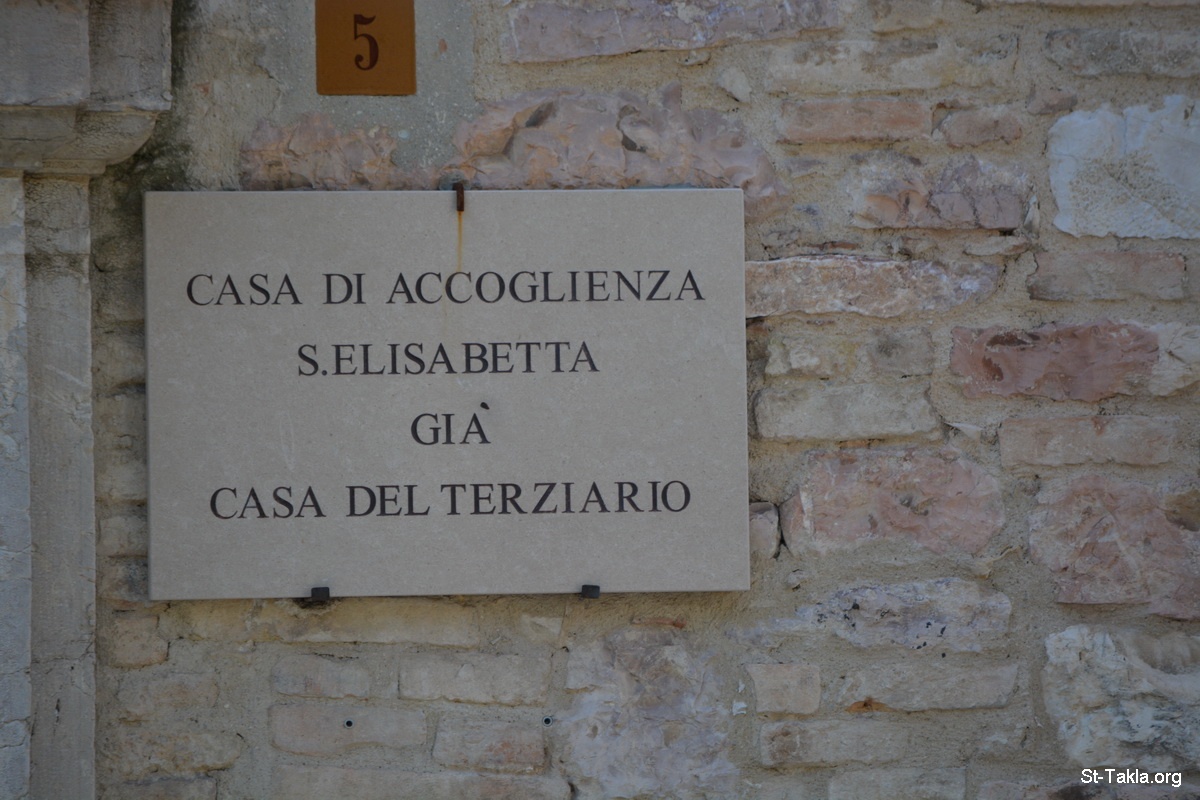 5
CASA DI ACCOGLIENZA
S.ELISABETTA
GIÀ
CASA DEL TERZIARIO
St-Takla.org